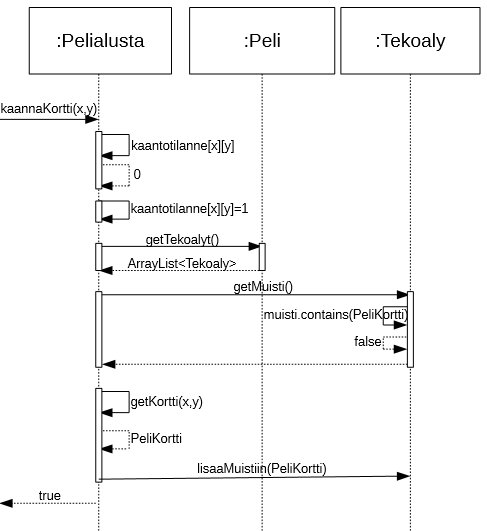 :Pelialusta
:Peli
:Tekoaly
kaannaKortti(x,y)
kaantotilanne[x][y]
0
kaantotilanne[x][y]=1
getTekoalyt()
ArrayList<Tekoaly>
getMuisti()
muisti.contains(PeliKortti)
false
getKortti(x,y)
PeliKortti
lisaaMuistiin(PeliKortti)
true